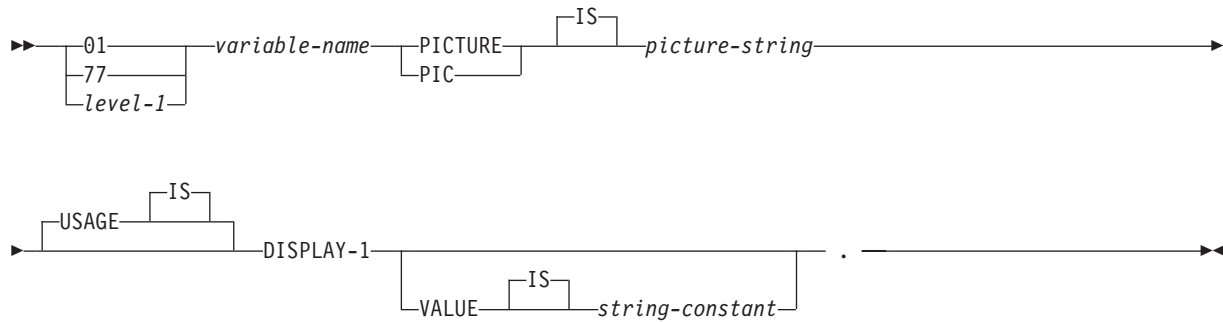 IS
01 variable-name PICTURE picture-string
77 PIC
level-1
IS
USAGE
DISPLAY-1 .
IS
VALUE string-constant